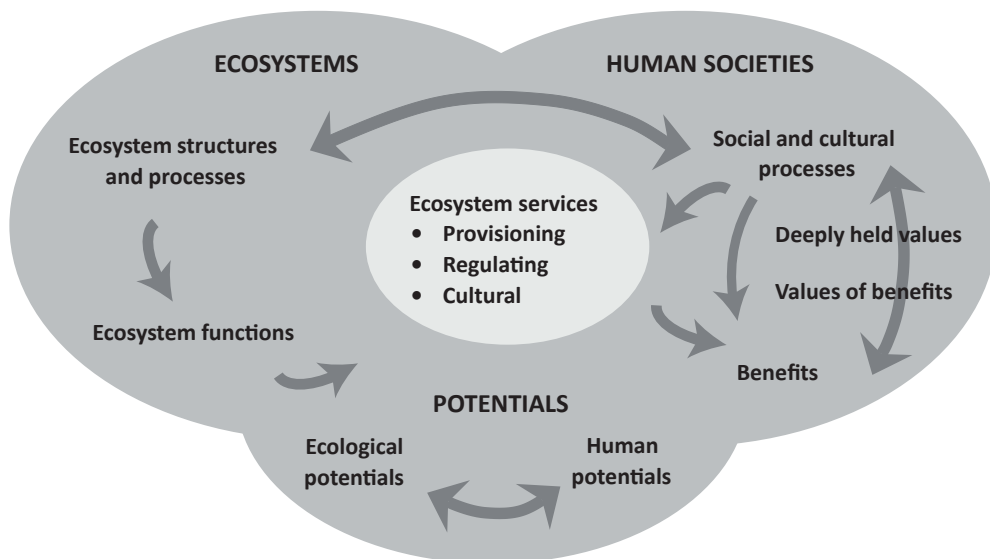 ECOSYSTEMS
HUMAN SOCIETIES
Ecosystem structures
and processes
Social and cultural
processes
Ecosystem services
• Provisioning
• Regulating
• Cultural
Deeply held values
Values of benefits
Ecosystem functions
Benefits
POTENTIALS
Ecological
potentials
Human
potentials